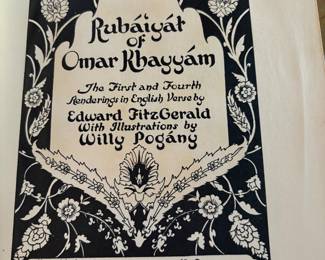 Rubáiyát
of
Omar Khayyám
The First and Fourth
Renderings in English Verse by
Edward FitzGerald
With Illustrations by
Willy Pogány